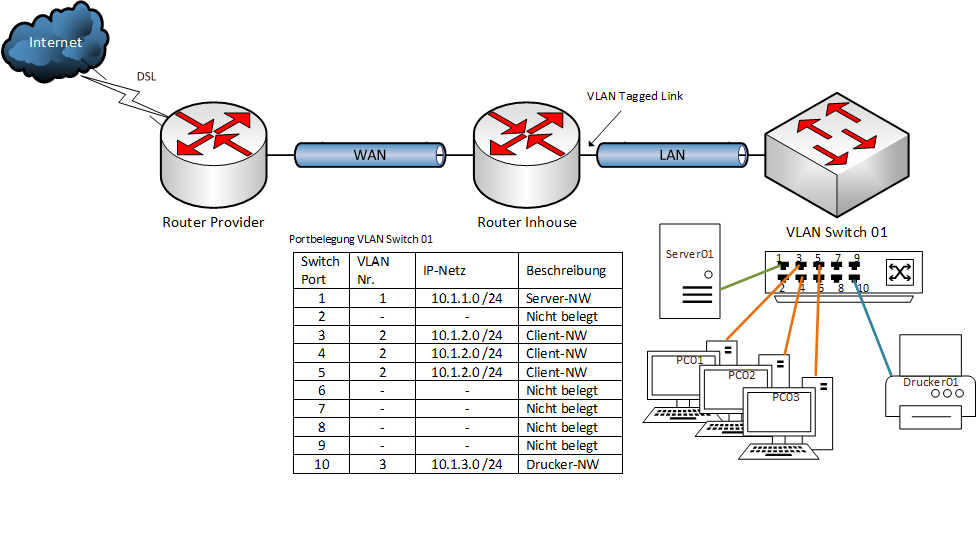 Internet
DSL
VLAN Tagged Link
WAN
LAN
Router Provider
Router Inhouse
VLAN Switch 01
Portbelegung VLAN Switch 01
Switch Port VLAN Nr. IP-Netz Beschreibung
1 1 10.1.1.0 /24 Server-NW
2 - - Nicht belegt
3 2 10.1.2.0 /24 Client-NW
4 2 10.1.2.0 /24 Client-NW
5 2 10.1.2.0 /24 Client-NW
6 - - Nicht belegt
7 - - Nicht belegt
8 - - Nicht belegt
9 - - Nicht belegt
10 3 10.1.3.0 /24 Drucker-NW
Server01
1 3 5 7 9
2 4 6 8 10
PC01
PC02
PC03
Drucker01